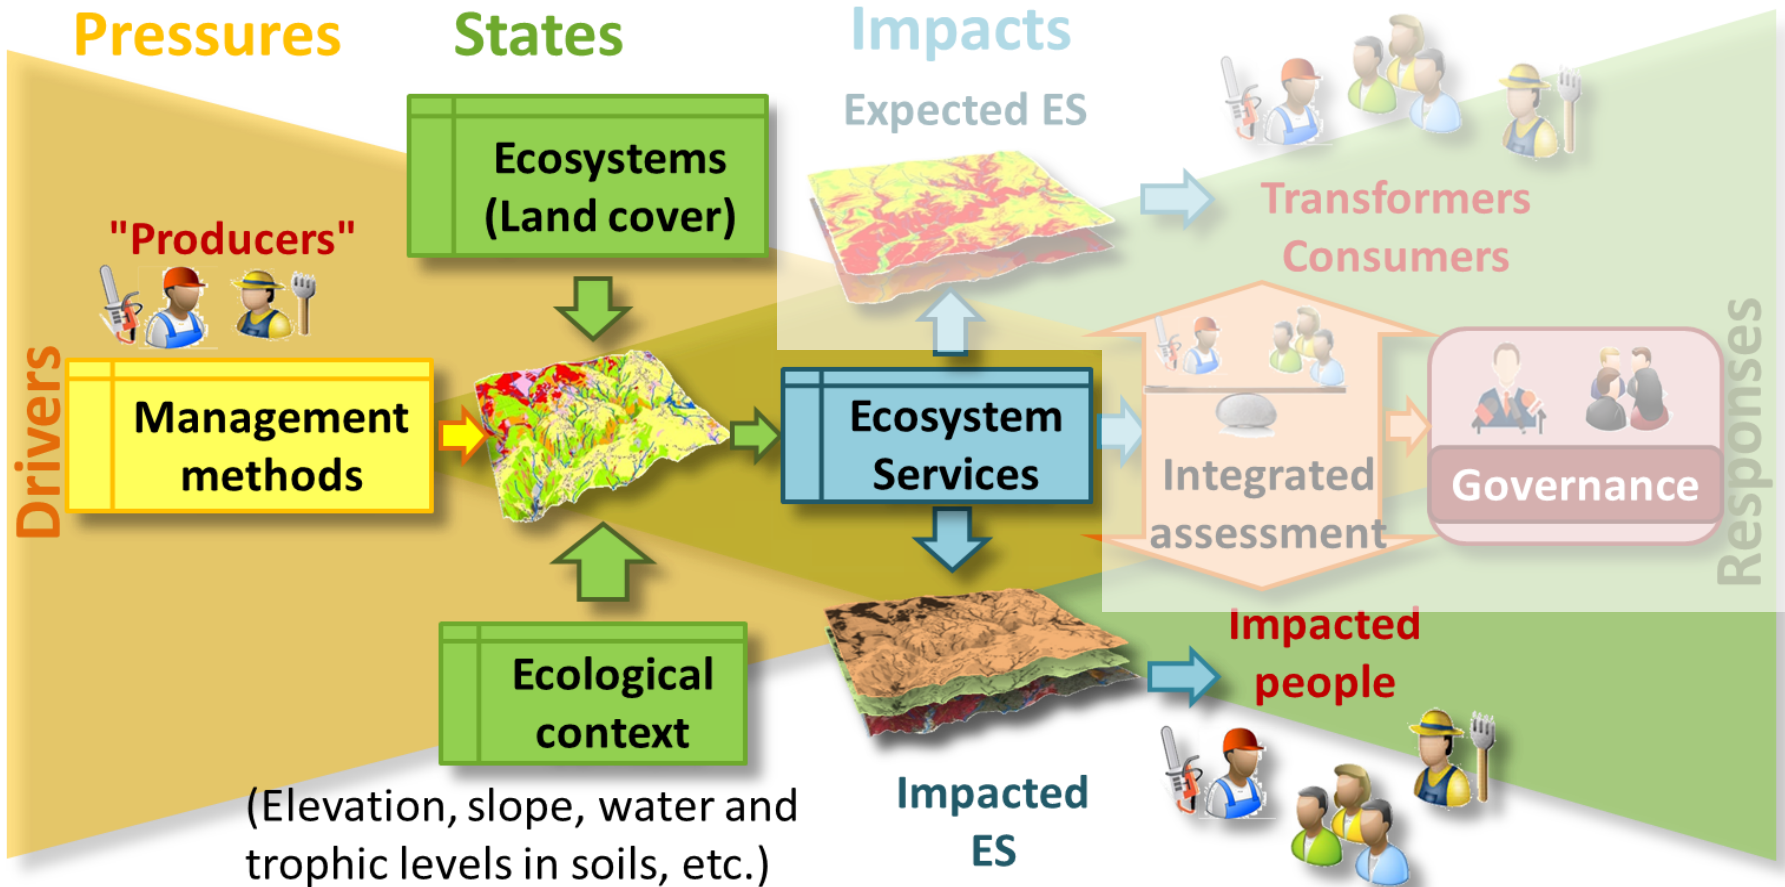 Pressures
States
Impacts
Expected ES
Ecosystems
(Land cover)
"Producers"
Transformers
Consumers
Drivers
Management
methods
Ecosystem
Services
Integrated
assessment
Governance
Responses
Ecological
context
Impacted
people
(Elevation, slope, water and
trophic levels in soils, etc.)
Impacted
ES